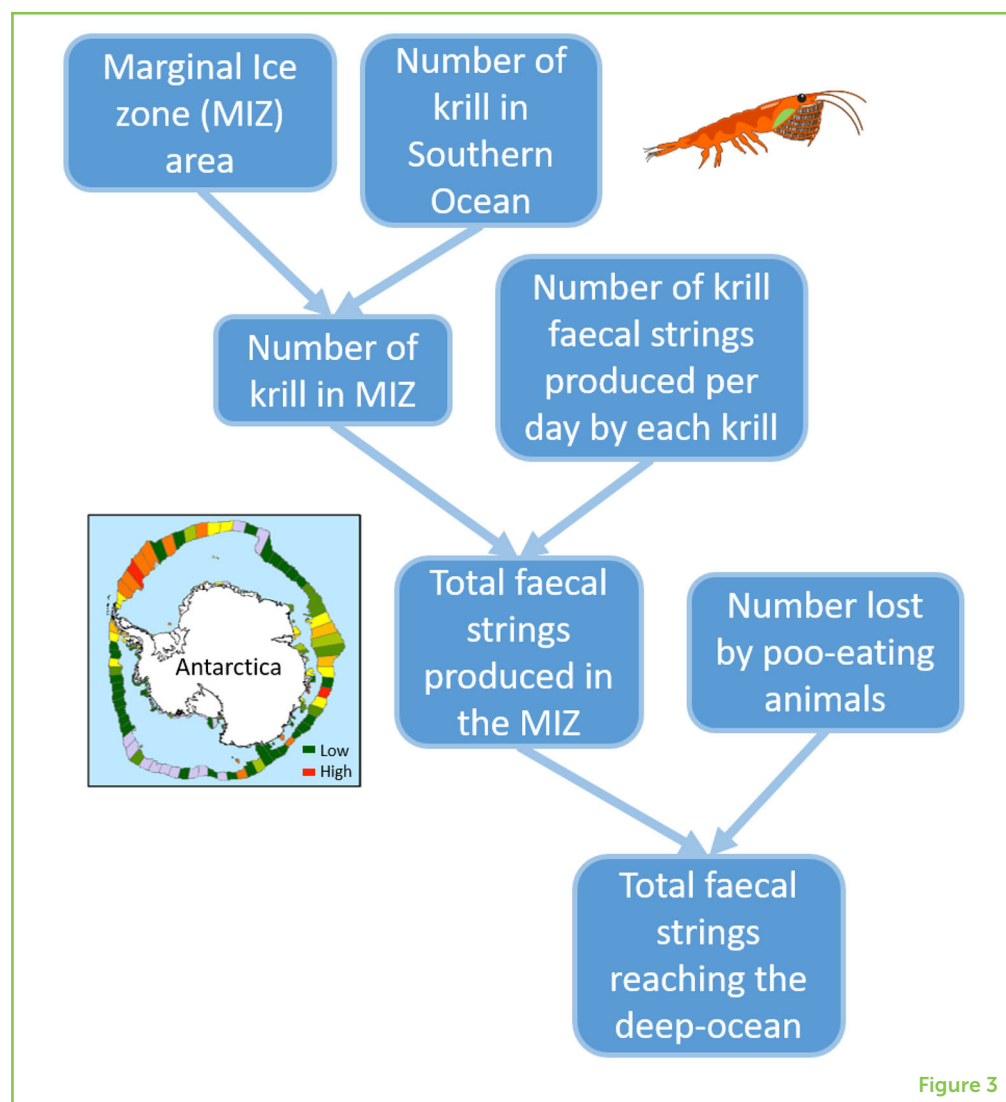 Marginal Ice
zone (MIZ)
area
Number of
krill in
Southern
Ocean
Number of
krill in MIZ
Number of krill
faecal strings
produced per
day by each krill
Total faecal
strings
produced in
the MIZ
Number lost
by poo-eating
animals
Antarctica
Low
High
Total faecal
strings
reaching the
deep-ocean
Figure 3